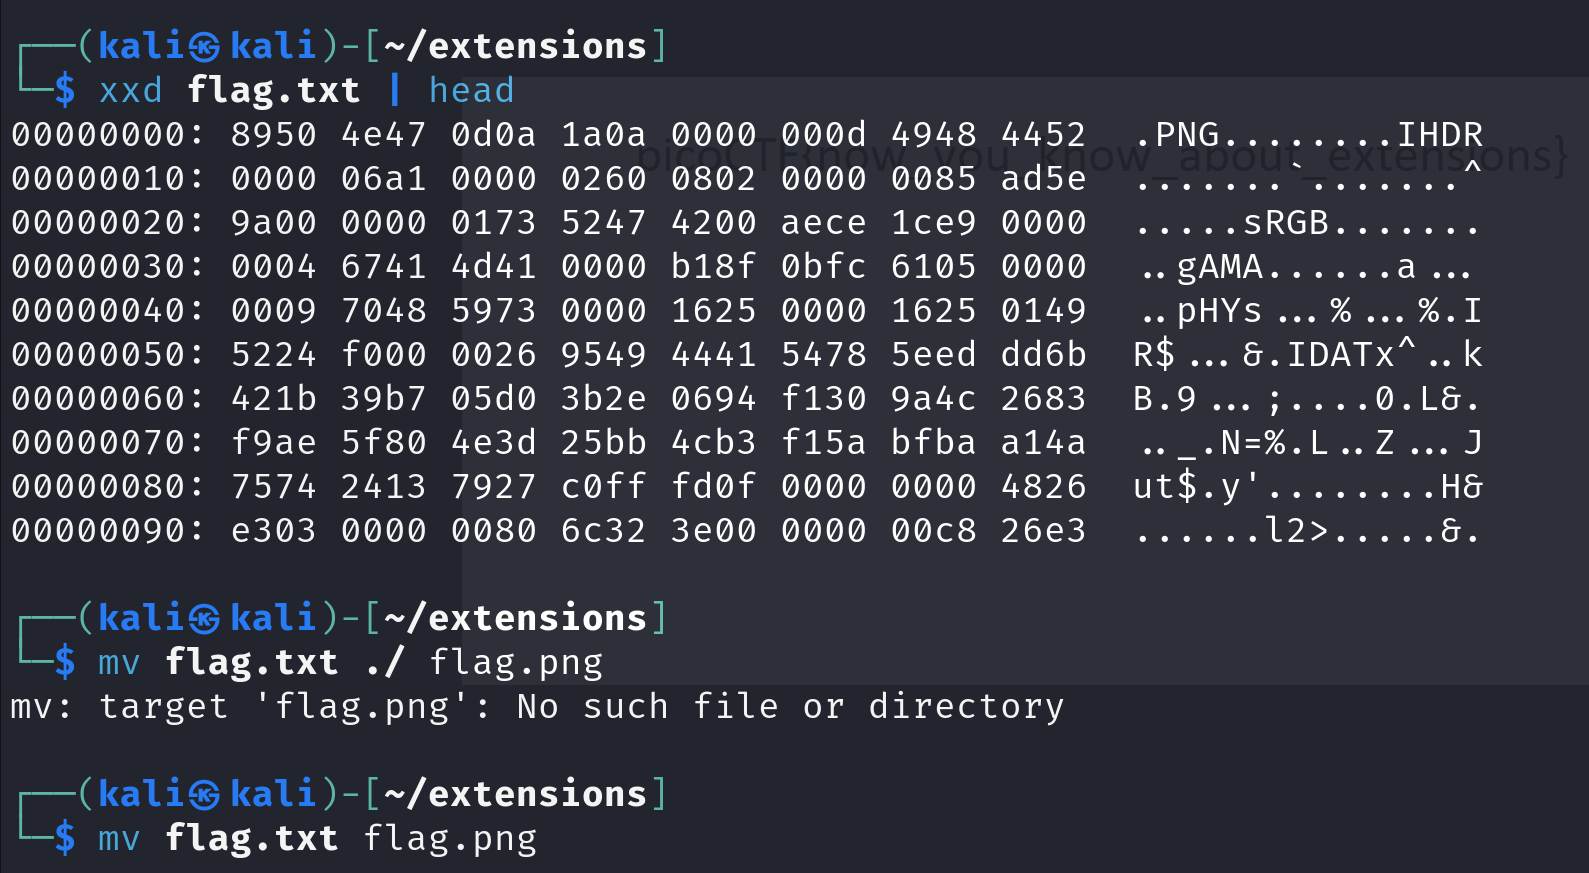 ┌──(kali㉿kali)-[~/extensions]
└─$ xxd flag.txt | head
00000000: 8950 4e47 0d0a 1a0a 0000 000d 4948 4452  .PNG........IHDR
picoCTF{now_you_know_about_extensions}
00000010: 0000 06a1 0000 0260 0802 0000 0085 ad5e  .......`.......^
00000020: 9a00 0000 0173 5247 4200 aece 1ce9 0000  .....sRGB.......
00000030: 0004 6741 4d41 0000 b18f 0bfc 6105 0000  ..gAMA......a...
00000040: 0009 7048 5973 0000 1625 0000 1625 0149  ..pHYs...%...%.I
00000050: 5224 f000 0026 9549 4441 5478 5eed dd6b  R$...&.IDATx^..k
00000060: 421b 39b7 05d0 3b2e 0694 f130 9a4c 2683  B.9...;....0.L&.
00000070: f9ae 5f80 4e3d 25bb 4cb3 f15a bfba a14a  .._.N=%.L..Z...J
00000080: 7574 2413 7927 c0ff fd0f 0000 0000 4826  ut$.y'........H&
00000090: e303 0000 0080 6c32 3e00 0000 00c8 26e3  ......l2>.....&.
┌──(kali㉿kali)-[~/extensions]
└─$ mv flag.txt ./ flag.png
mv: target 'flag.png': No such file or directory
┌──(kali㉿kali)-[~/extensions]
└─$ mv flag.txt flag.png